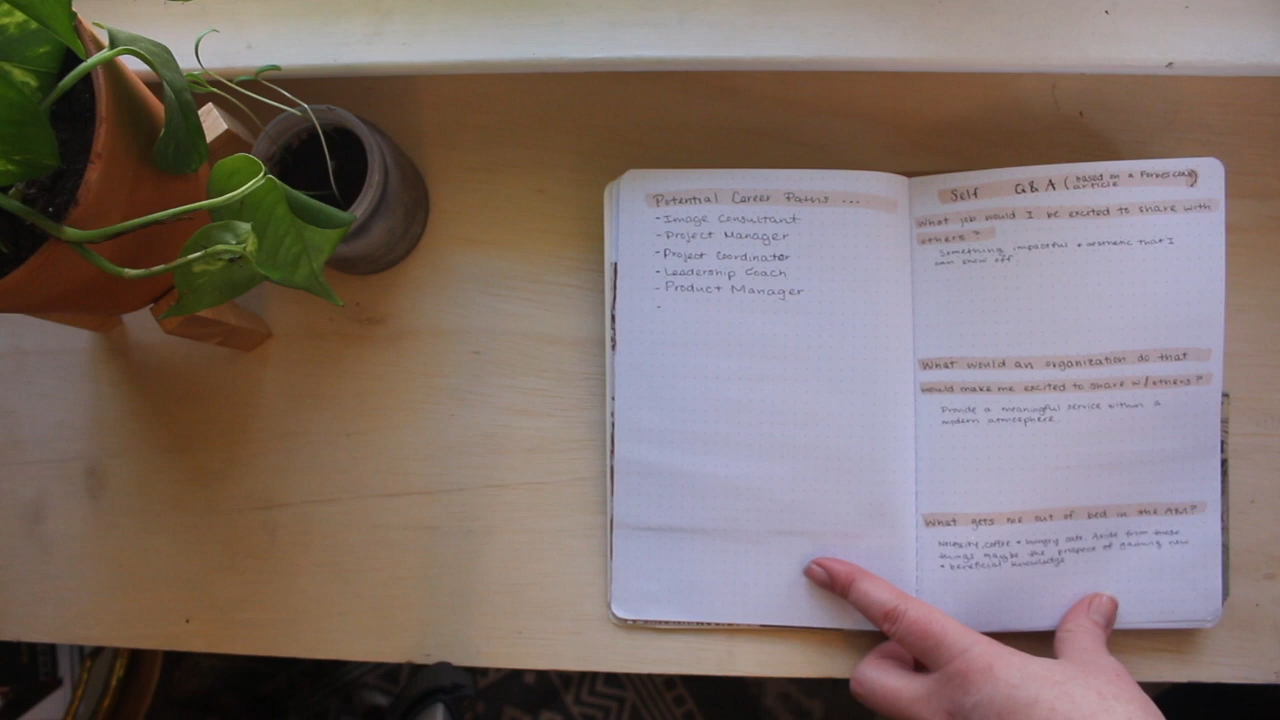 Potential Career Paths ...
- Image Consultant
- Project Manager
- Project Coordinator
- Leadership Coach
- Product Manager
-
Self Q & A (based on a Forbes.com
article)
What job would I be excited to share with
others?
Something impactful + aesthetic that I
can show off.
What would an organization do that
would make me excited to share w/others?
Provide a meaningful service within a
modern atmosphere.
What gets me out of bed in the AM?
Necessity, coffee + hungry cats. Aside from these
things maybe the prospect of gaining new
+ beneficial knowledge